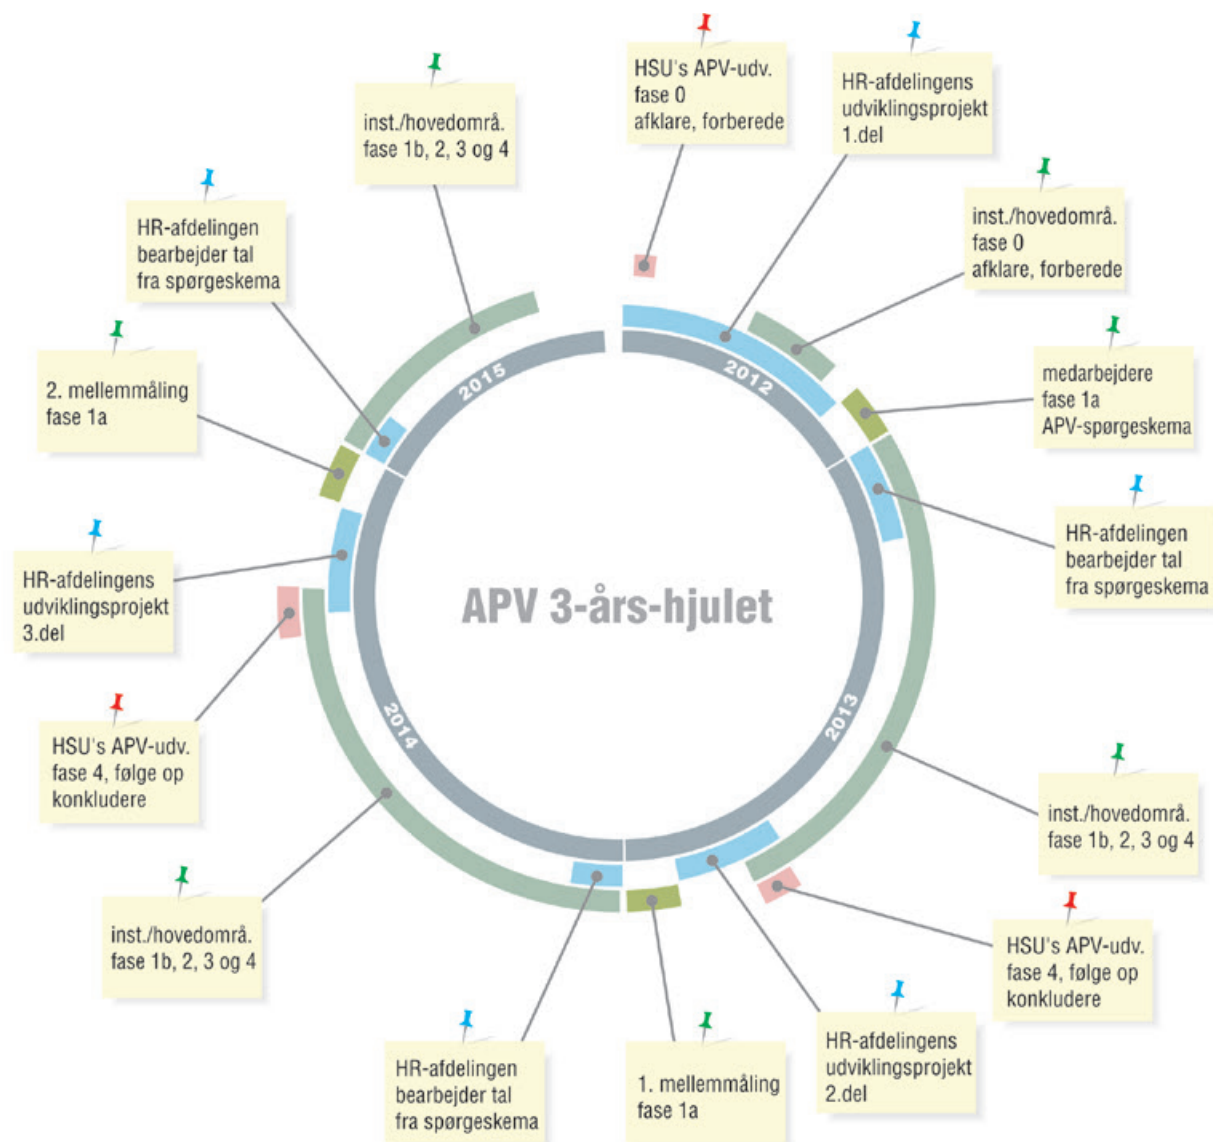 HSU's APV-udv.
fase 0
afklare, forberede
HR-afdelingens
udviklingsprojekt
1.del
inst./hovedområ.
fase 0
afklare, forberede
medarbejdere
fase 1a
APV-spørgeskema
HR-afdelingen
bearbejder tal
fra spørgeskema
inst./hovedområ.
fase 1b, 2, 3 og 4
HSU's APV-udv.
fase 4, følge op
konkludere
HR-afdelingens
udviklingsprojekt
2.del
1. mellemmåling
fase 1a
HR-afdelingen
bearbejder tal
fra spørgeskema
inst./hovedområ.
fase 1b, 2, 3 og 4
HSU's APV-udv.
fase 4, følge op
konkludere
HR-afdelingens
udviklingsprojekt
3.del
2. mellemmåling
fase 1a
HR-afdelingen
bearbejder tal
fra spørgeskema
inst./hovedområ.
fase 1b, 2, 3 og 4
2012
2013
2014
2015
APV 3-års-hjulet